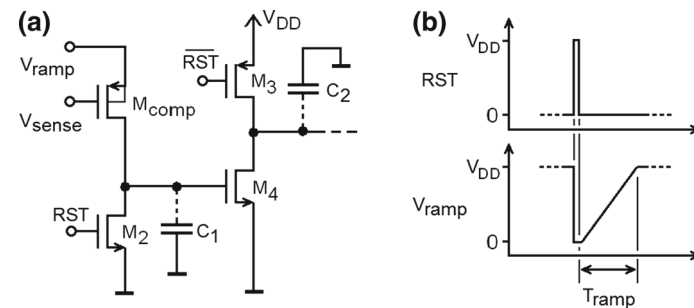 (a)
V_DD
V_ramp
RST̅
M_3
C_2
V_sense
M_comp
RST
M_2
C_1
M_4
(b)
V_DD
RST
0
V_DD
V_ramp
0
T_ramp